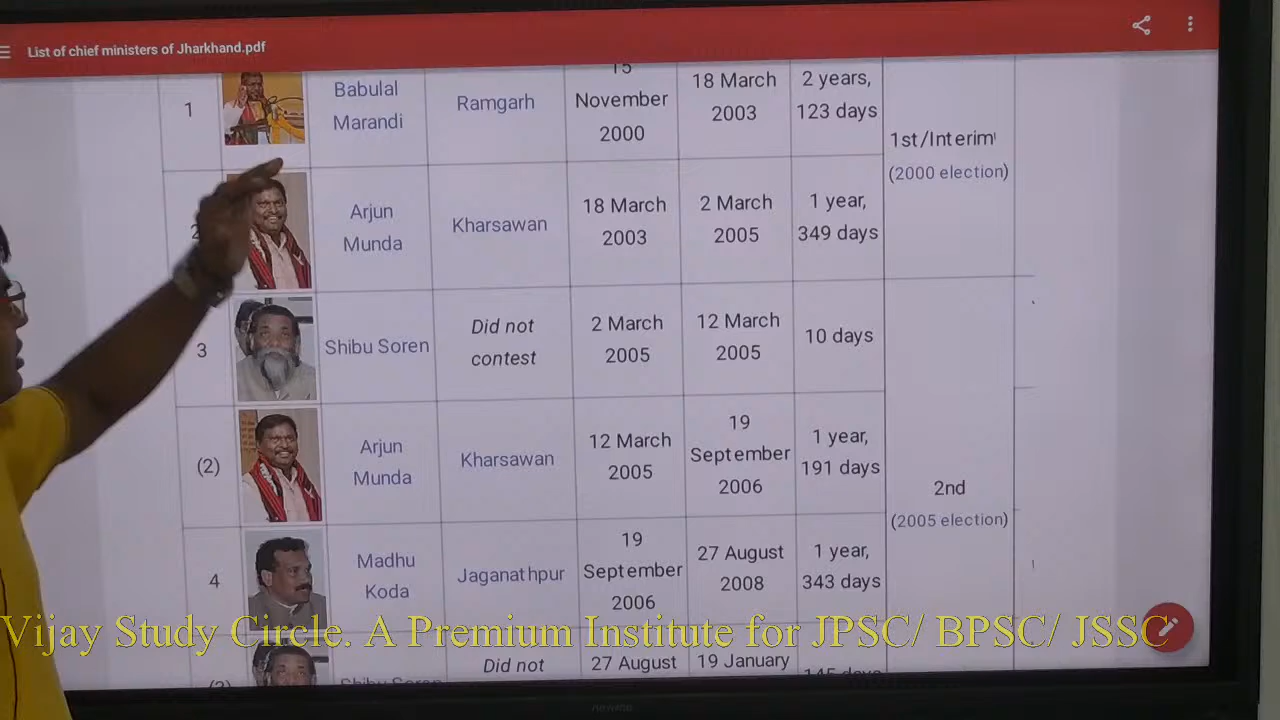 List of chief ministers of Jharkhand.pdf
1
Babulal
Marandi
Ramgarh
15
November
2000
18 March
2003
2 years,
123 days
1st/Interim
(2000 election)
2
Arjun
Munda
Kharsawan
18 March
2003
2 March
2005
1 year,
349 days
3
Shibu Soren
Did not
contest
2 March
2005
12 March
2005
10 days
(2)
Arjun
Munda
Kharsawan
12 March
2005
19
September
2006
1 year,
191 days
2nd
(2005 election)
4
Madhu
Koda
Jaganathpur
19
September
2006
27 August
2008
1 year,
343 days
Vijay Study Circle. A Premium Institute for JPSC/ BPSC/ JSSC
Shibu Soren
Did not
27 August
19 January
145 days